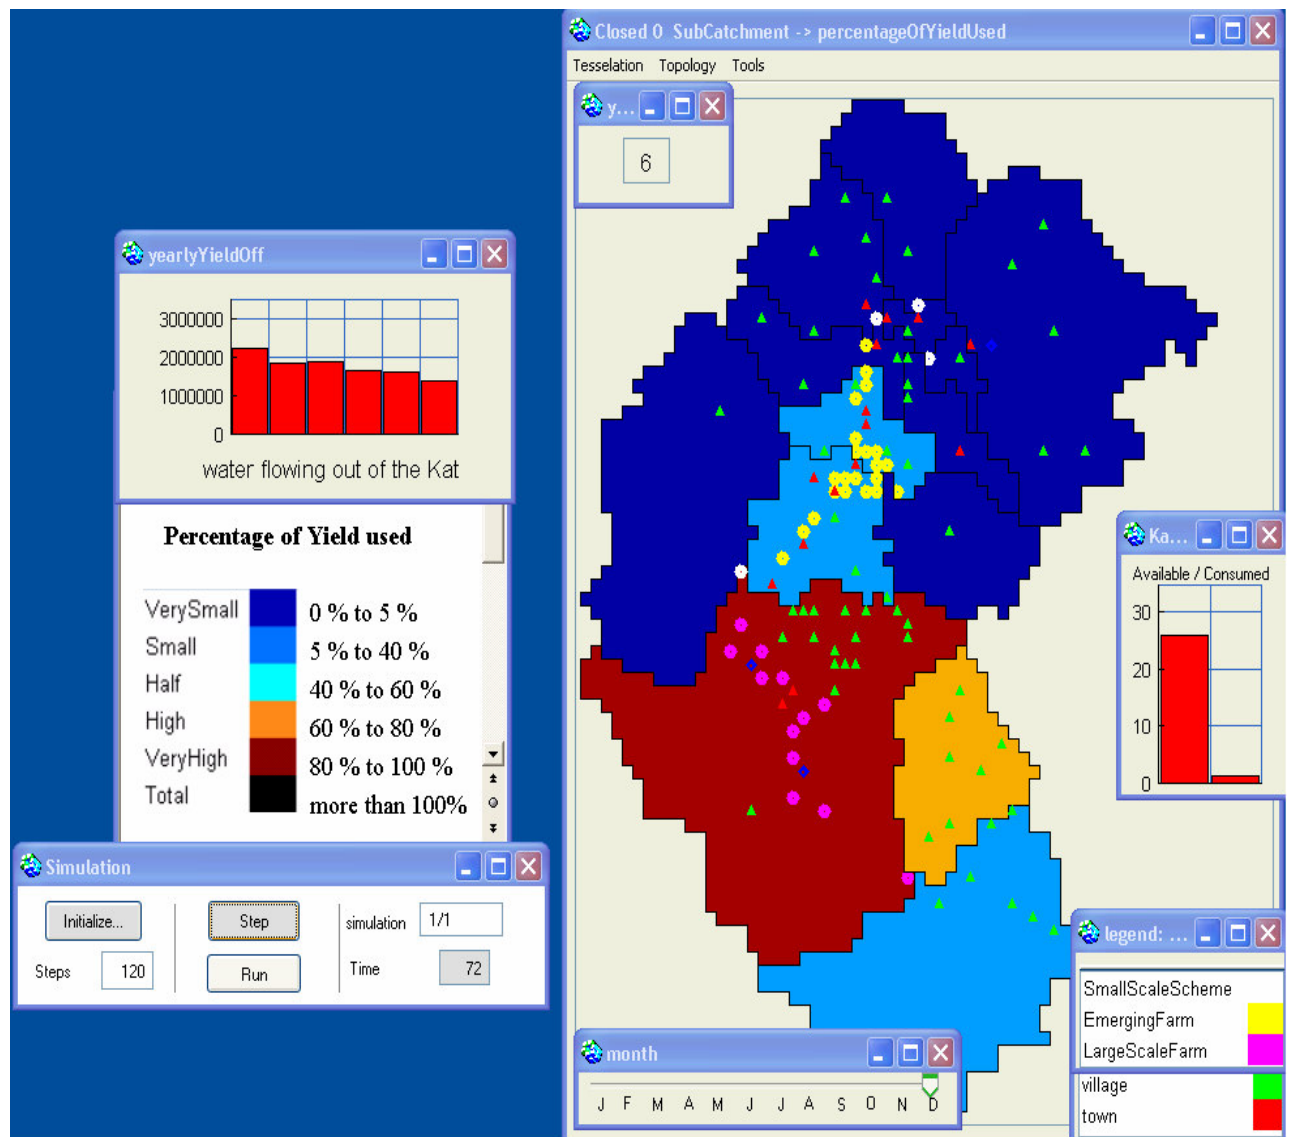 Closed 0 SubCatchment -> percentageOfYieldUsed
Tesselation Topology Tools
y...
6
yearlyYieldOff
3000000
2000000
1000000
0
water flowing out of the Kat
Percentage of Yield used
VerySmall 0 % to 5 %
Small 5 % to 40 %
Half 40 % to 60 %
High 60 % to 80 %
VeryHigh 80 % to 100 %
Total more than 100%
Ka...
Available / Consumed
30
20
10
0
Simulation
Initialize... Step simulation 1/1
Steps 120 Run Time 72
legend: ...
SmallScaleScheme
EmergingFarm
LargeScaleFarm
village
town
month
J F M A M J J A S O N D